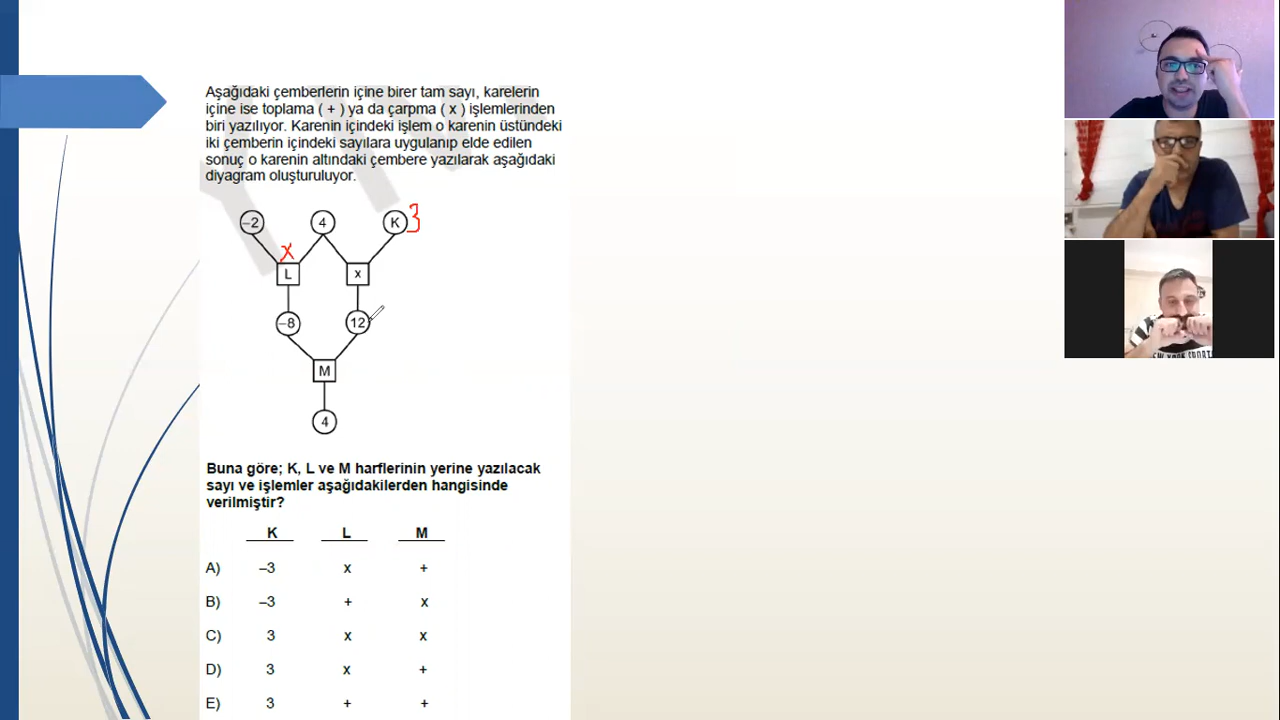 Aşağıdaki çemberlerin içine birer tam sayı, karelerin
içine ise toplama ( + ) ya da çarpma ( x ) işlemlerinden
biri yazılıyor. Karenin içindeki işlem o karenin üstündeki
iki çemberin içindeki sayılara uygulanıp elde edilen
sonuç o karenin altındaki çembere yazılarak aşağıdaki
diyagram oluşturuluyor.
–2 4 K 3
x
L x
–8 12
M
4
Buna göre; K, L ve M harflerinin yerine yazılacak
sayı ve işlemler aşağıdakilerden hangisinde
verilmiştir?
K L M
A) –3 x +
B) –3 + x
C) 3 x x
D) 3 x +
E) 3 + +